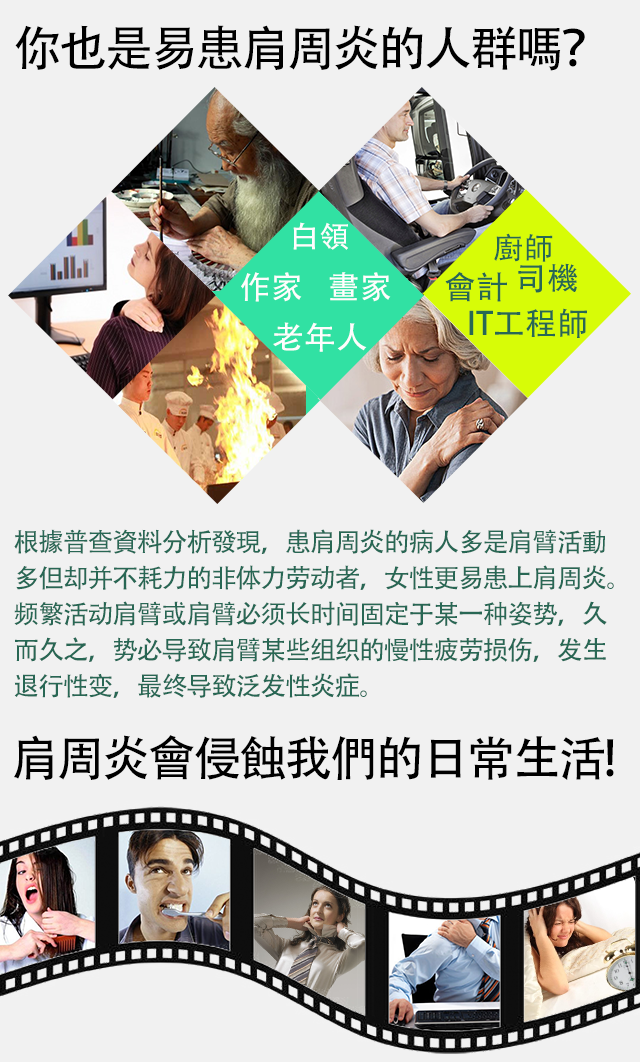 你也是易患肩周炎的人群嗎?
白領
作家 畫家
老年人
廚師
會計 司機
IT工程師
根據普查資料分析發現，患肩周炎的病人多是肩臂活動
多但却并不耗力的非体力劳动者，女性更易患上肩周炎。
频繁活动肩臂或肩臂必须长时间固定于某一种姿势，久
而久之，势必导致肩臂某些组织的慢性疲劳损伤，发生
退行性变，最终导致泛发性炎症。
肩周炎會侵蝕我們的日常生活!